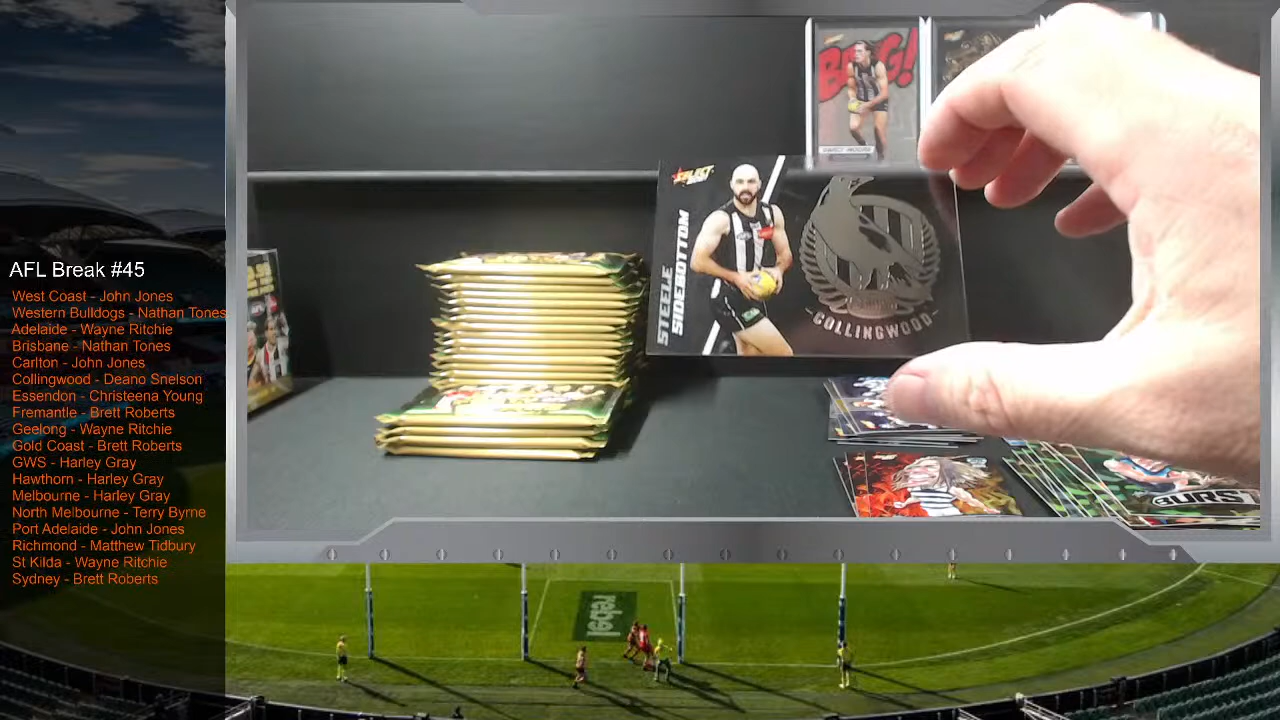 AFL Break #45
West Coast - John Jones
Western Bulldogs - Nathan Tones
Adelaide - Wayne Ritchie
Brisbane - Nathan Tones
Carlton - John Jones
Collingwood - Deano Snelson
Essendon - Christeena Young
Fremantle - Brett Roberts
Geelong - Wayne Ritchie
Gold Coast - Brett Roberts
GWS - Harley Gray
Hawthorn - Harley Gray
Melbourne - Harley Gray
North Melbourne - Terry Byrne
Port Adelaide - John Jones
Richmond - Matthew Tidbury
St Kilda - Wayne Ritchie
Sydney - Brett Roberts
SELECT
STEELE
SIDEBOTTOM
COLLINGWOOD
BURST
rebel